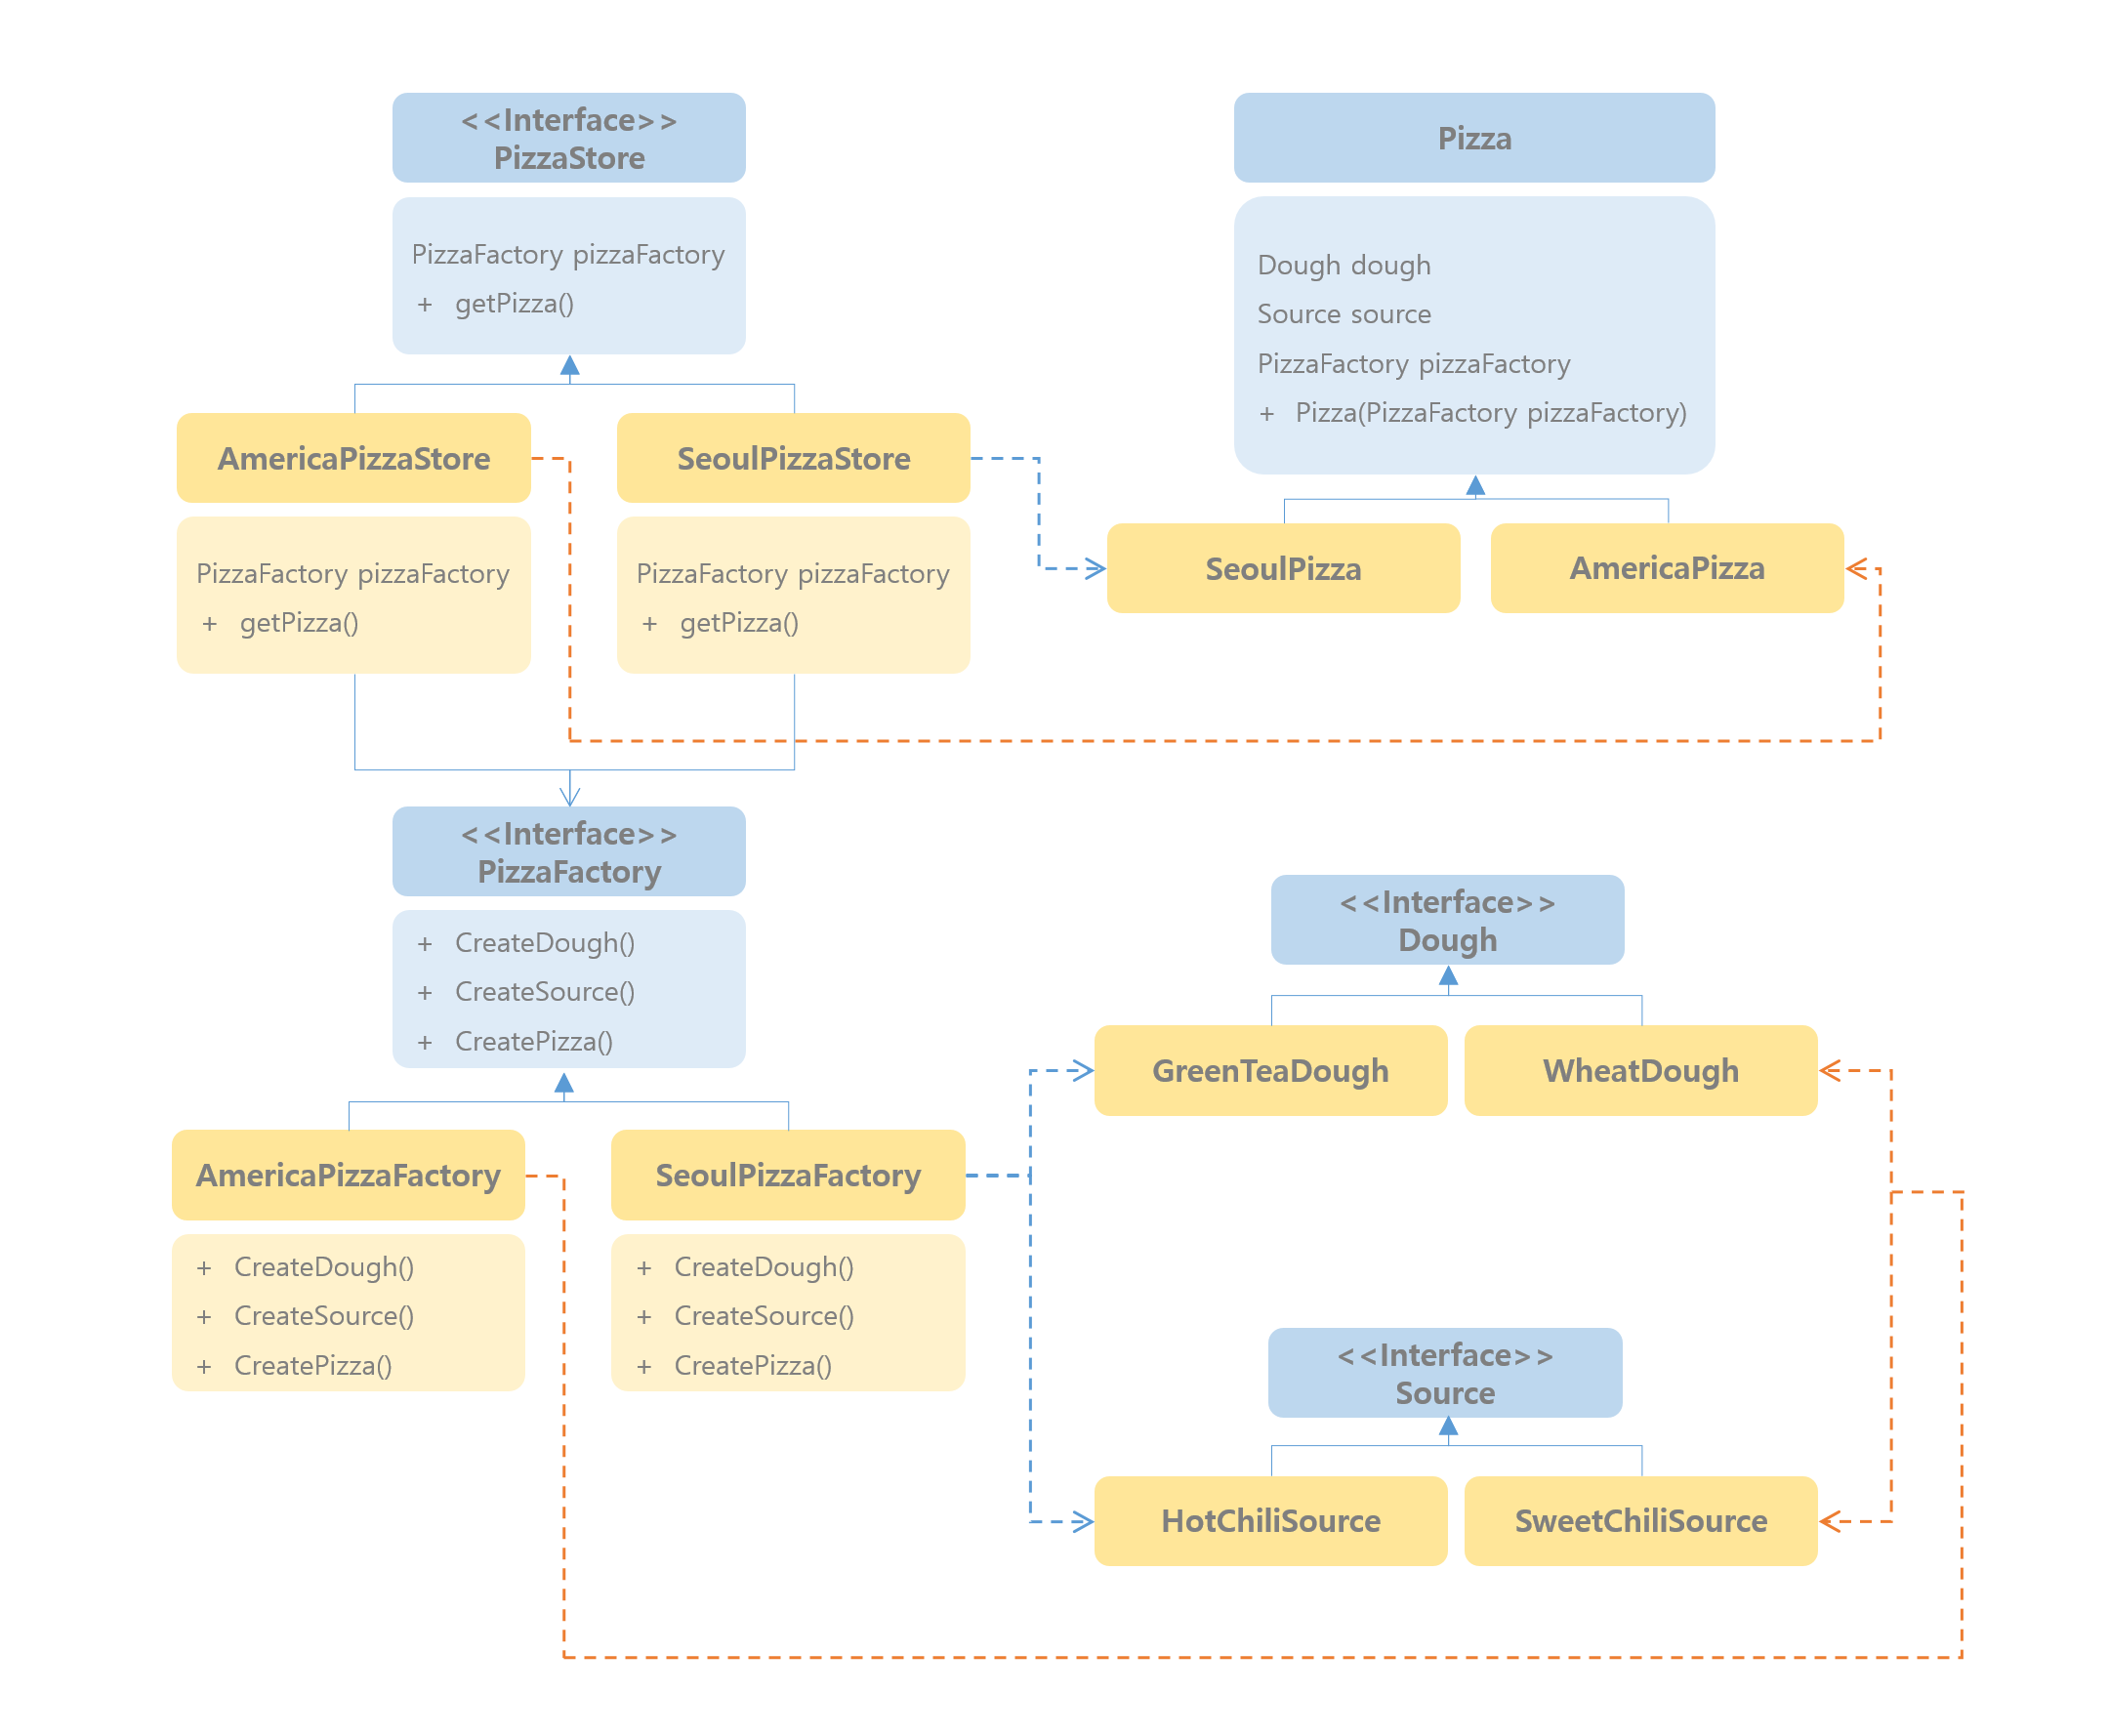 <<Interface>>
PizzaStore
PizzaFactory pizzaFactory
+ getPizza()
Pizza
Dough dough
Source source
PizzaFactory pizzaFactory
+ Pizza(PizzaFactory pizzaFactory)
AmericaPizzaStore
PizzaFactory pizzaFactory
+ getPizza()
SeoulPizzaStore
PizzaFactory pizzaFactory
+ getPizza()
SeoulPizza
AmericaPizza
<<Interface>>
PizzaFactory
+ CreateDough()
+ CreateSource()
+ CreatePizza()
<<Interface>>
Dough
GreenTeaDough
WheatDough
AmericaPizzaFactory
+ CreateDough()
+ CreateSource()
+ CreatePizza()
SeoulPizzaFactory
+ CreateDough()
+ CreateSource()
+ CreatePizza()
<<Interface>>
Source
HotChiliSource
SweetChiliSource